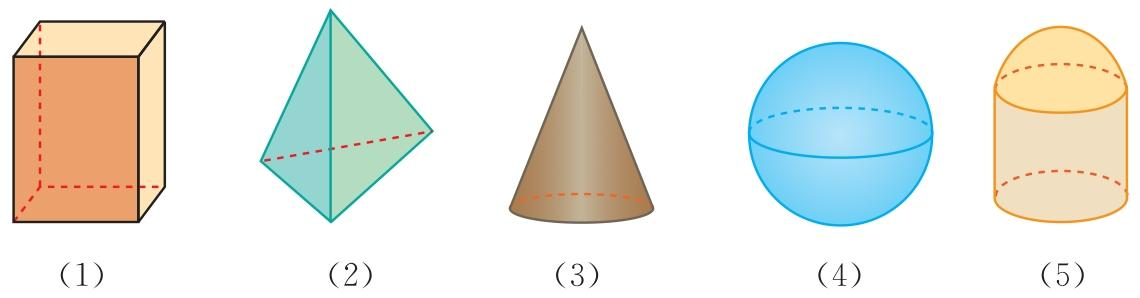 （1） （2） （3） （4） （5）